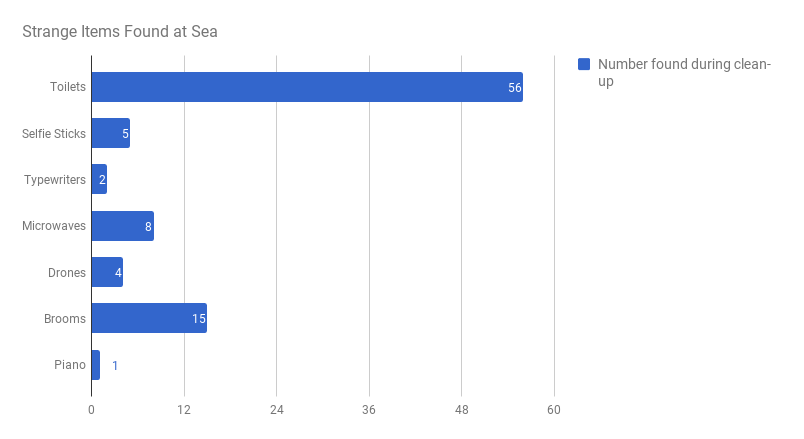 Strange Items Found at Sea
Number found during clean-
up
Toilets 56
Selfie Sticks 5
Typewriters 2
Microwaves 8
Drones 4
Brooms 15
Piano 1
0 12 24 36 48 60